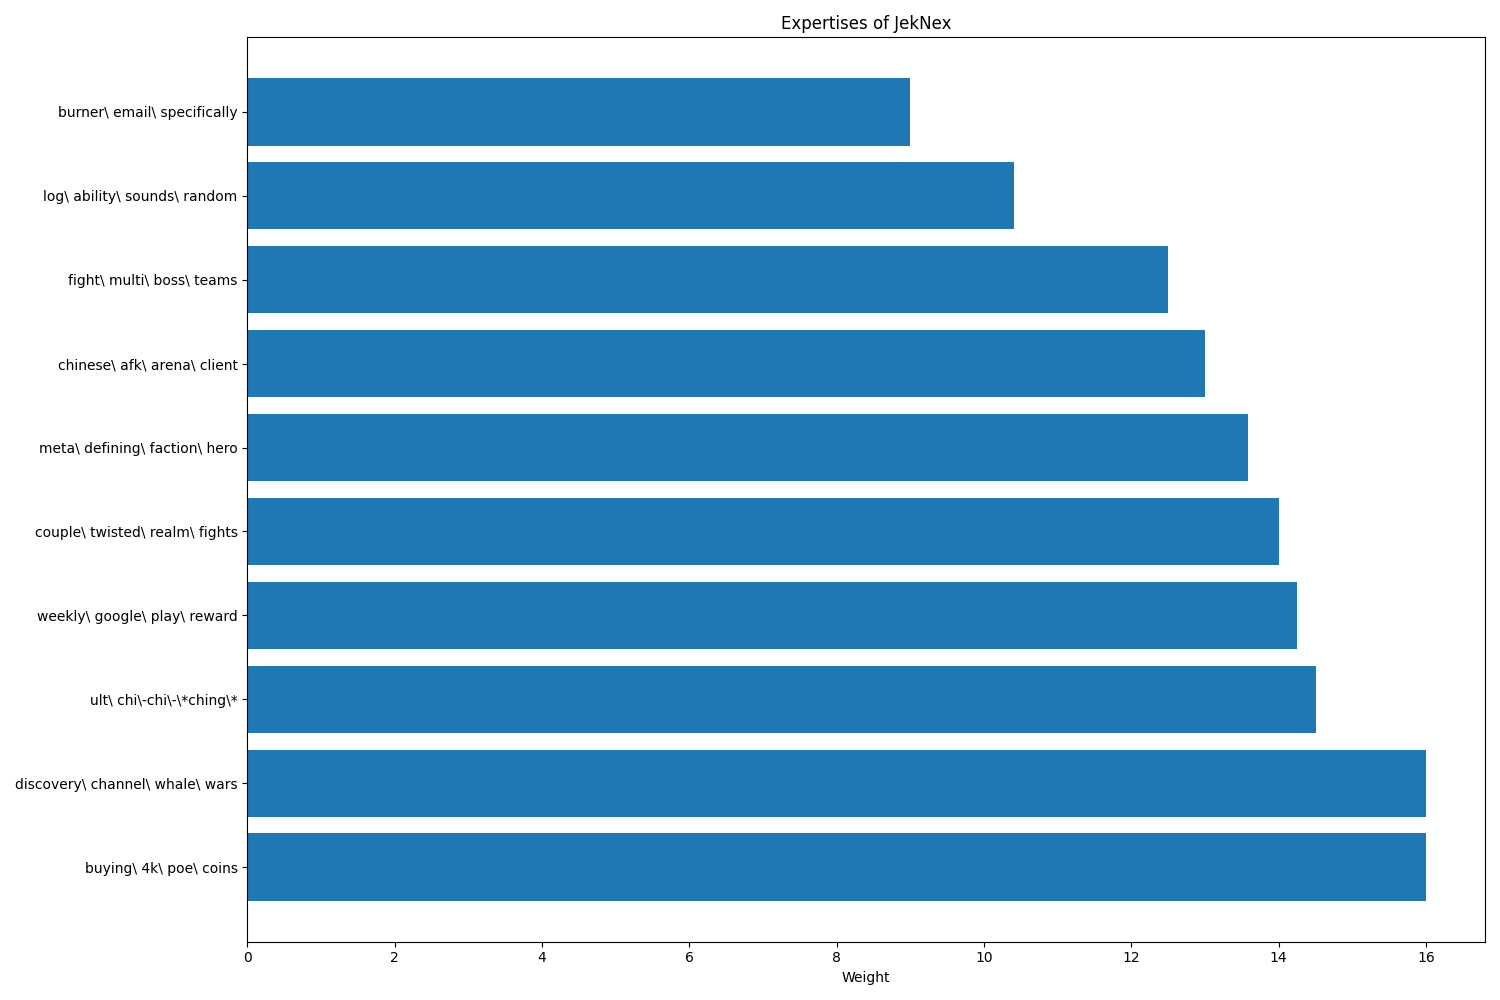 Expertises of JekNex
burner\ email\ specifically
log\ ability\ sounds\ random
fight\ multi\ boss\ teams
chinese\ afk\ arena\ client
meta\ defining\ faction\ hero
couple\ twisted\ realm\ fights
weekly\ google\ play\ reward
ult\ chi\-chi\-\*ching\*
discovery\ channel\ whale\ wars
buying\ 4k\ poe\ coins
0 2 4 6 8 10 12 14 16
Weight